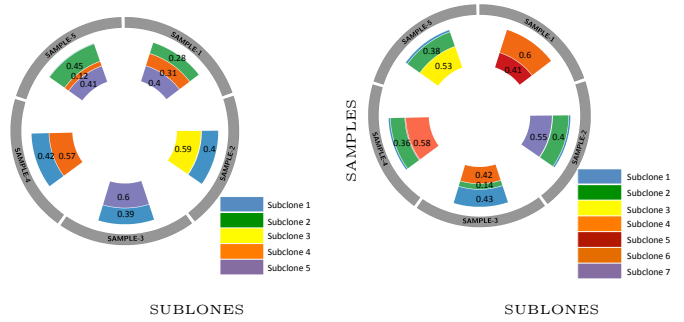 SAMPLE-5
SAMPLE-1
0.45
0.12
0.41
0.28
0.31
0.4
0.42
0.57
0.59
0.4
SAMPLE-4
SAMPLE-2
0.6
0.39
SAMPLE-3
Subclone 1
Subclone 2
Subclone 3
Subclone 4
Subclone 5
SUBLONES
SAMPLES
SAMPLE-5
SAMPLE-1
0.38
0.53
0.6
0.41
0.36
0.58
0.55
0.4
SAMPLE-4
SAMPLE-2
0.42
0.14
0.43
SAMPLE-3
Subclone 1
Subclone 2
Subclone 3
Subclone 4
Subclone 5
Subclone 6
Subclone 7
SUBLONES